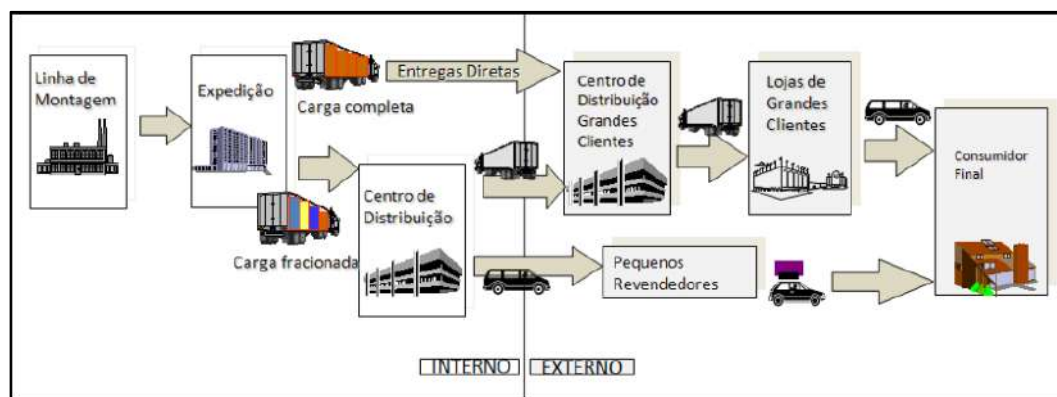 Linha de
Montagem
Expedição
Carga completa
Entregas Diretas
Carga fracionada
Centro de
Distribuição
Centro de
Distribuição
Grandes
Clientes
Lojas de
Grandes
Clientes
Pequenos
Revendedores
Consumidor
Final
INTERNO
EXTERNO